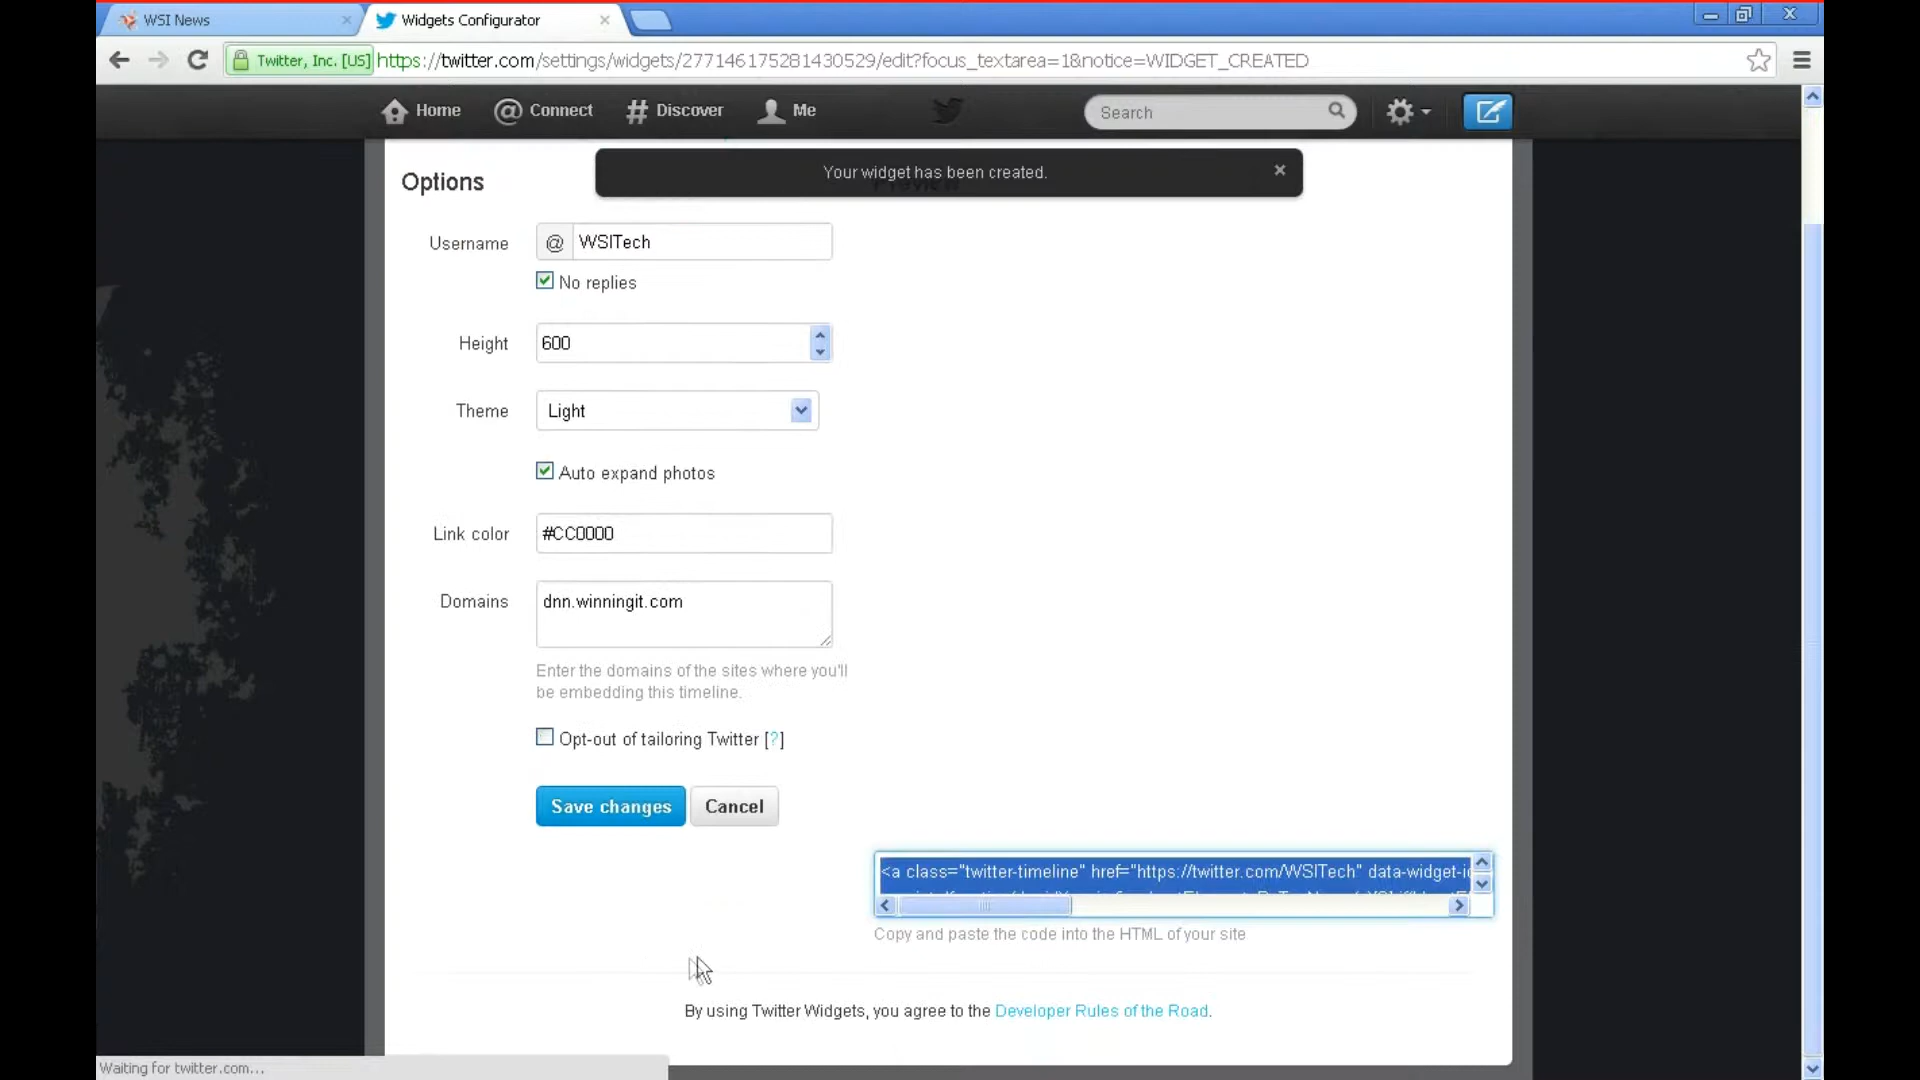 WSI News
Widgets Configurator
Twitter, Inc. [US] https://twitter.com/settings/widgets/277146175281430529/edit?focus_textarea=1&notice=WIDGET_CREATED
Home
Connect
Discover
Me
Search
Your widget has been created.
Options
Username
@ WSITech
No replies
Height
600
Theme
Light
Auto expand photos
Link color
#CC0000
Domains
dnn.winningit.com
Enter the domains of the sites where you'll
be embedding this timeline.
Opt-out of tailoring Twitter [?]
Save changes
Cancel
<a class="twitter-timeline" href="https://twitter.com/WSITech" data-widget-i
Copy and paste the code into the HTML of your site
By using Twitter Widgets, you agree to the Developer Rules of the Road.
Waiting for twitter.com...